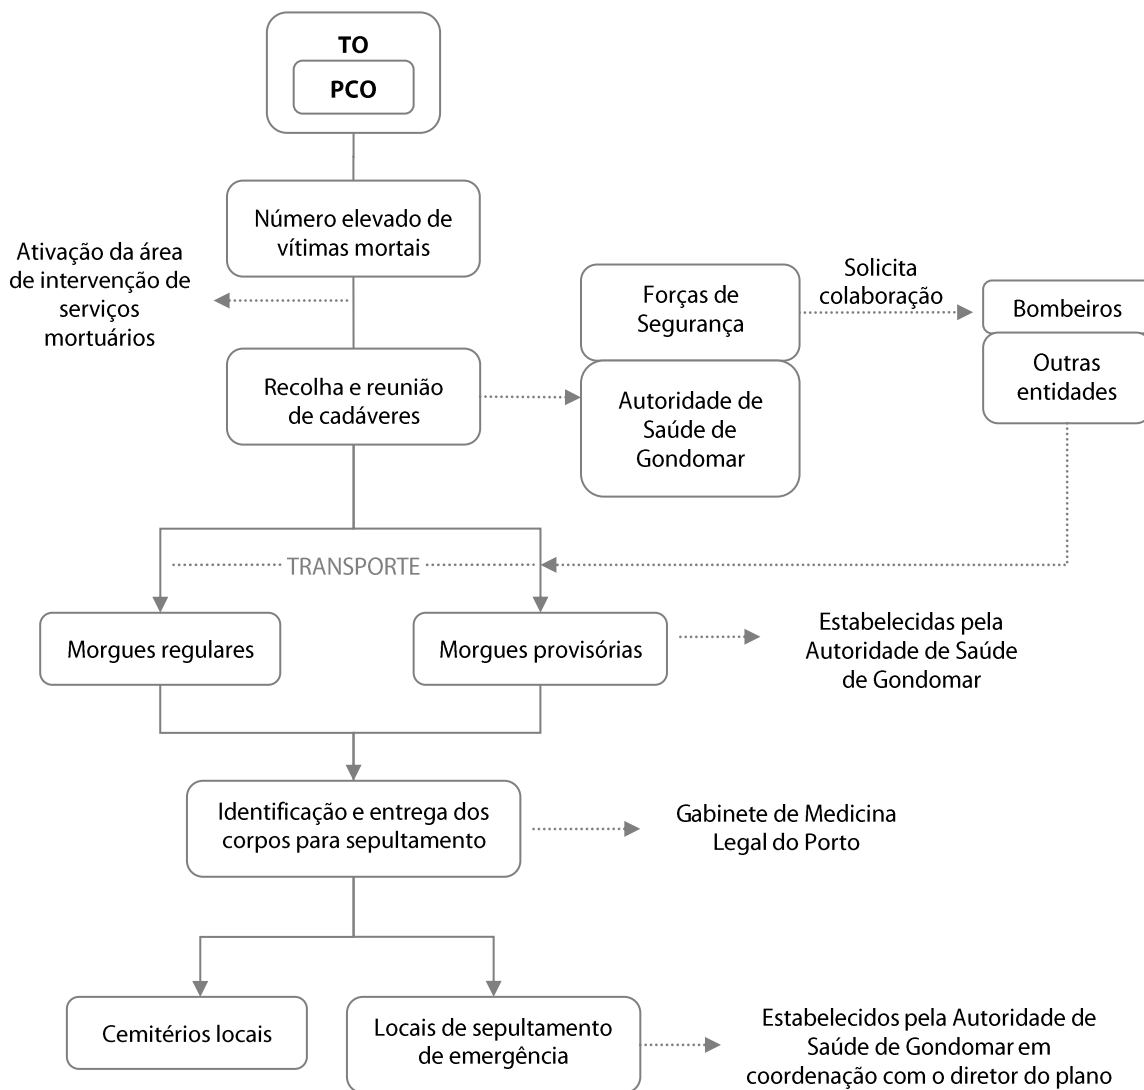 TO
PCO
Número elevado de
vítimas mortais
Ativação da área
de intervenção de
serviços
mortuários
Forças de
Segurança
Solicita
colaboração
Bombeiros
Outras
entidades
Recolha e reunião
de cadáveres
Autoridade de
Saúde de
Gondomar
TRANSPORTE
Morgues regulares
Morgues provisórias
Estabelecidas pela
Autoridade de Saúde
de Gondomar
Identificação e entrega dos
corpos para sepultamento
Gabinete de Medicina
Legal do Porto
Cemitérios locais
Locais de sepultamento
de emergência
Estabelecidos pela Autoridade de
Saúde de Gondomar em
coordenação com o diretor do plano